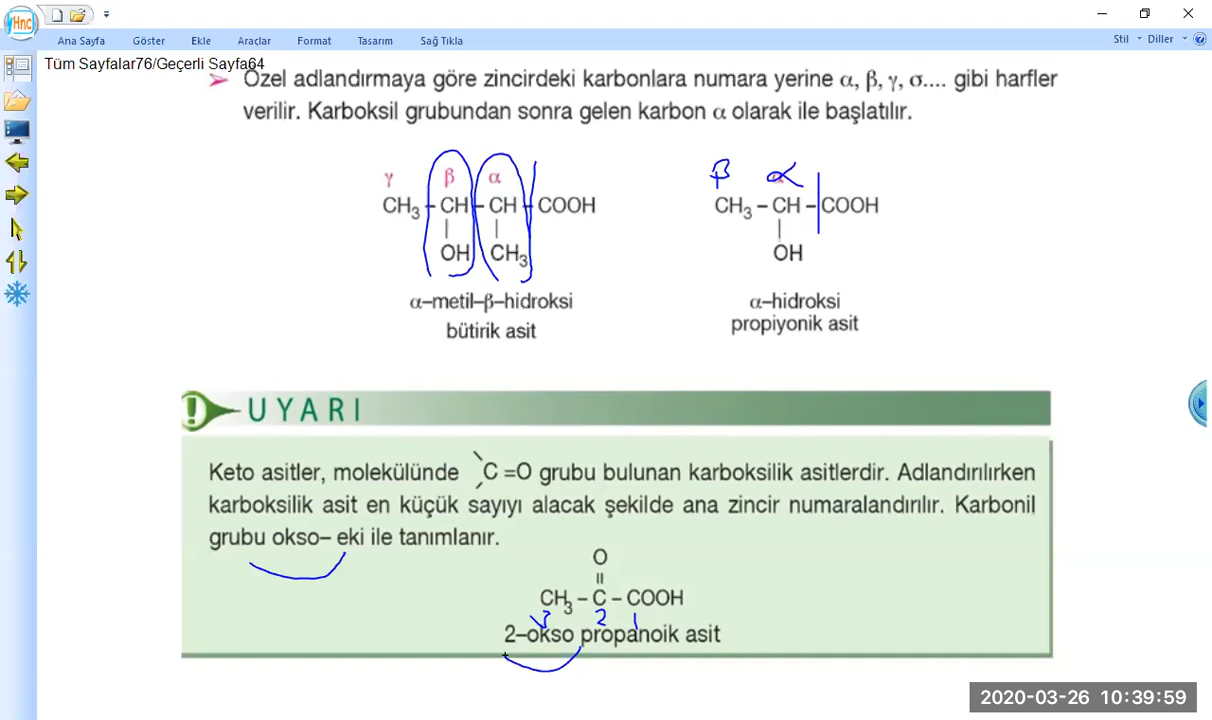 Hnc
Ana Sayfa Göster Ekle Araçlar Format Tasarım Sağ Tıkla Stil Diller
Tüm Sayfalar76/Geçerli Sayfa64
Özel adlandırmaya göre zincirdeki karbonlara numara yerine α, β, γ, σ.... gibi harfler
verilir. Karboksil grubundan sonra gelen karbon α olarak ile başlatılır.
γ β α
CH3 – CH – CH – COOH
OH CH3
α–metil–β–hidroksi
bütirik asit
β α
CH3 – CH – COOH
OH
α–hidroksi
propiyonik asit
UYARI
Keto asitler, molekülünde C =O grubu bulunan karboksilik asitlerdir. Adlandırılırken
karboksilik asit en küçük sayıyı alacak şekilde ana zincir numaralandırılır. Karbonil
grubu okso– eki ile tanımlanır.
O
CH3 – C – COOH
3 2 1
2–okso propanoik asit
2020-03-26 10:39:59